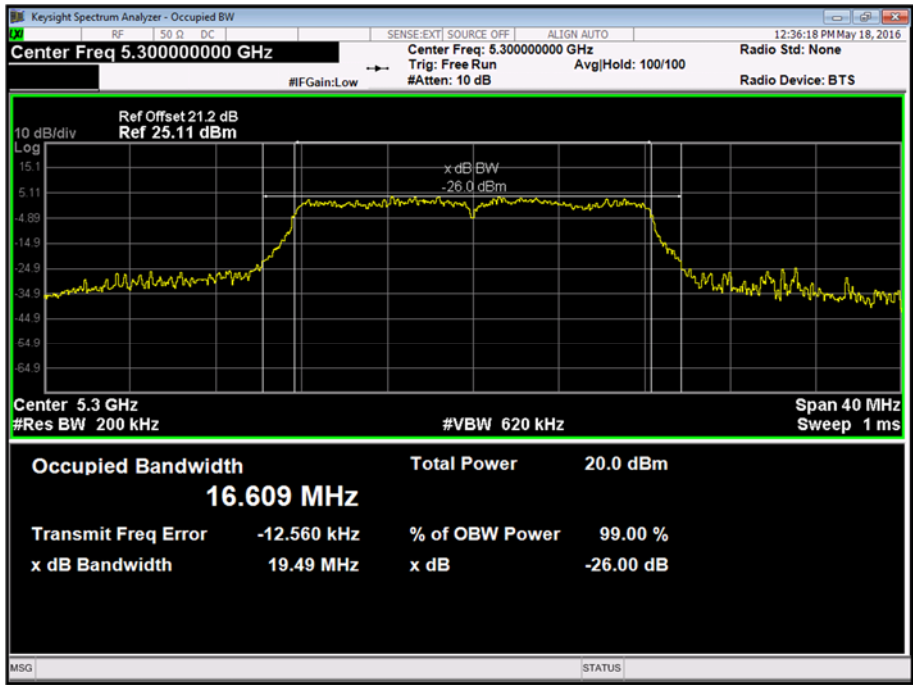 Keysight Spectrum Analyzer - Occupied BW
LXI RF 50 Ω DC SENSE:EXT SOURCE OFF ALIGN AUTO 12:36:18 PM May 18, 2016
Center Freq 5.300000000 GHz Center Freq: 5.300000000 GHz Radio Std: None
Trig: Free Run Avg|Hold: 100/100
#IFGain:Low #Atten: 10 dB Radio Device: BTS
Ref Offset 21.2 dB
10 dB/div Ref 25.11 dBm
Log
15.1
x dB BW
5.11
-26.0 dBm
-4.89
-14.9
-24.9
-34.9
-44.9
-54.9
-64.9
Center 5.3 GHz Span 40 MHz
#Res BW 200 kHz #VBW 620 kHz Sweep 1 ms
Occupied Bandwidth Total Power 20.0 dBm
16.609 MHz
Transmit Freq Error -12.560 kHz % of OBW Power 99.00 %
x dB Bandwidth 19.49 MHz x dB -26.00 dB
MSG STATUS